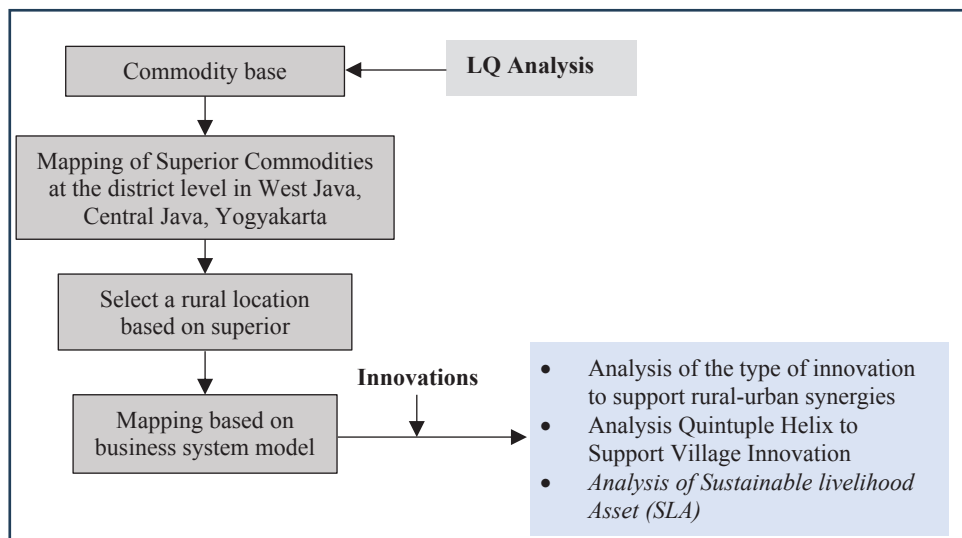 Commodity base
LQ Analysis
Mapping of Superior Commodities
at the district level in West Java,
Central Java, Yogyakarta
Select a rural location
based on superior
Innovations
Mapping based on
business system model
• Analysis of the type of innovation
to support rural-urban synergies
• Analysis Quintuple Helix to
Support Village Innovation
• Analysis of Sustainable livelihood
Asset (SLA)